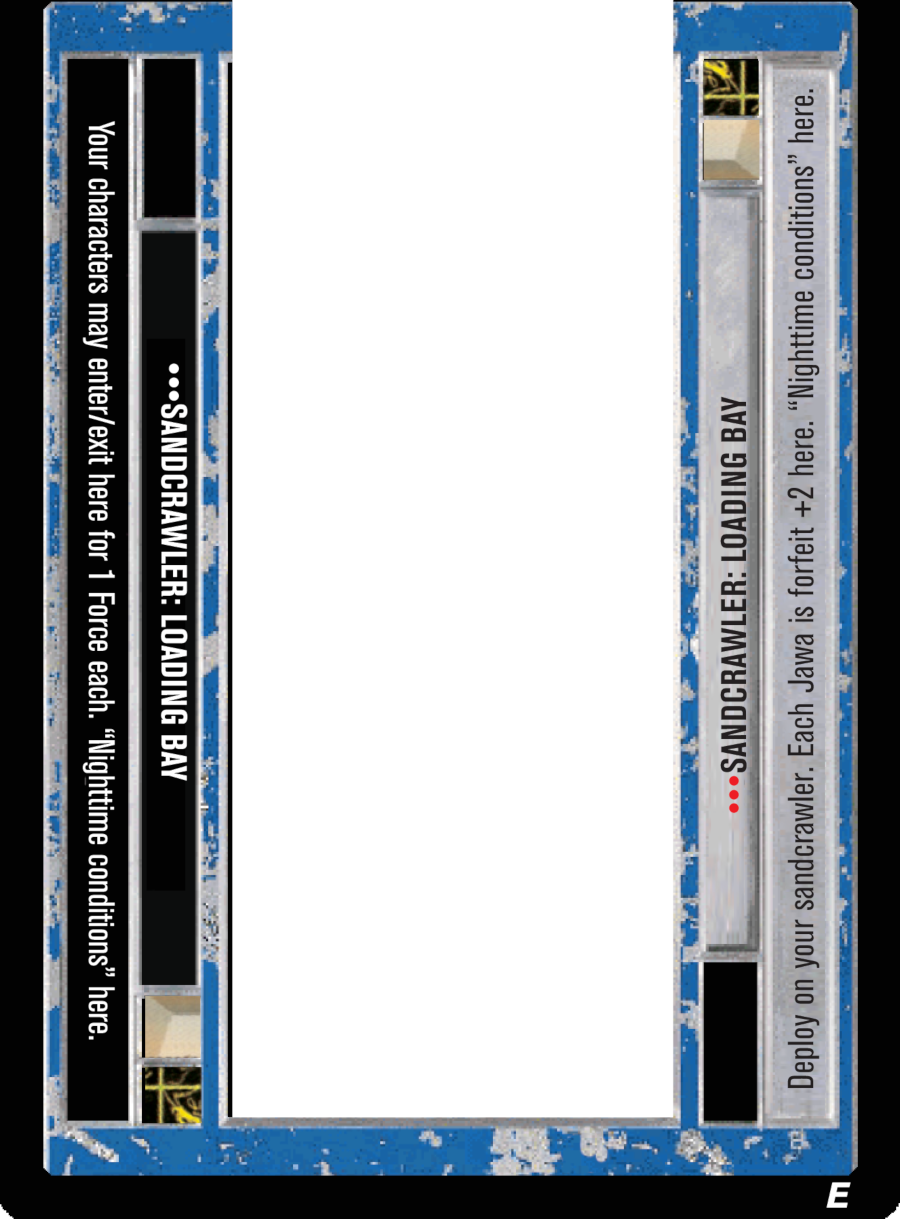 Your characters may enter/exit here for 1 Force each. “Nighttime conditions” here.
•••SANDCRAWLER: LOADING BAY
•••SANDCRAWLER: LOADING BAY
Deploy on your sandcrawler. Each Jawa is forfeit +2 here. “Nighttime conditions” here.
E